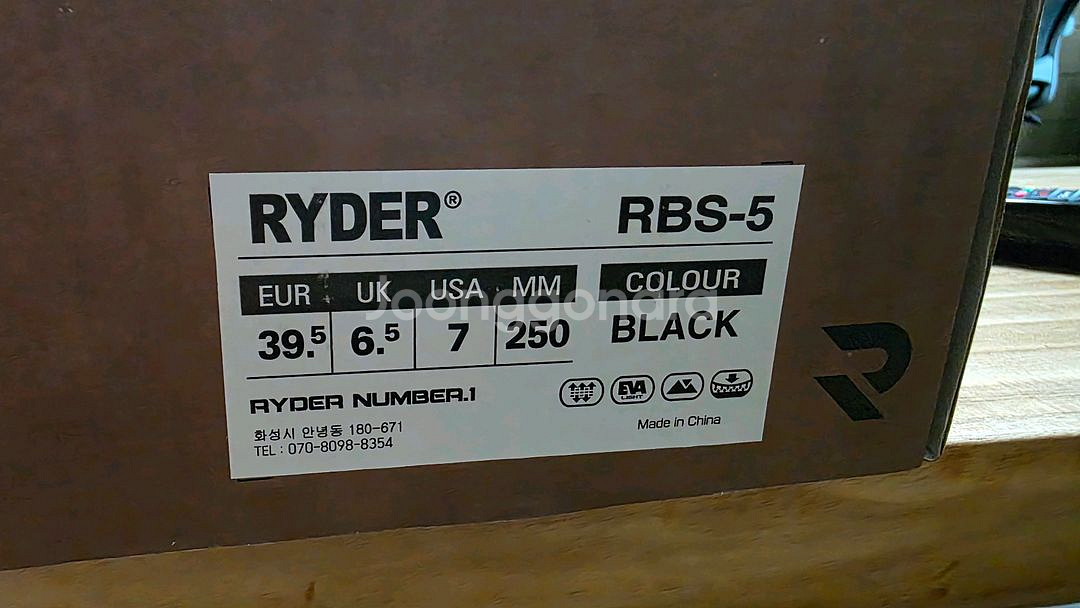 RYDER® RBS-5
EUR UK USA MM COLOUR
39.5 6.5 7 250 BLACK
RYDER NUMBER.1
EVA
LIGHT
화성시 안녕동 180-671
TEL : 070-8098-8354
Made in China
Joonggonara